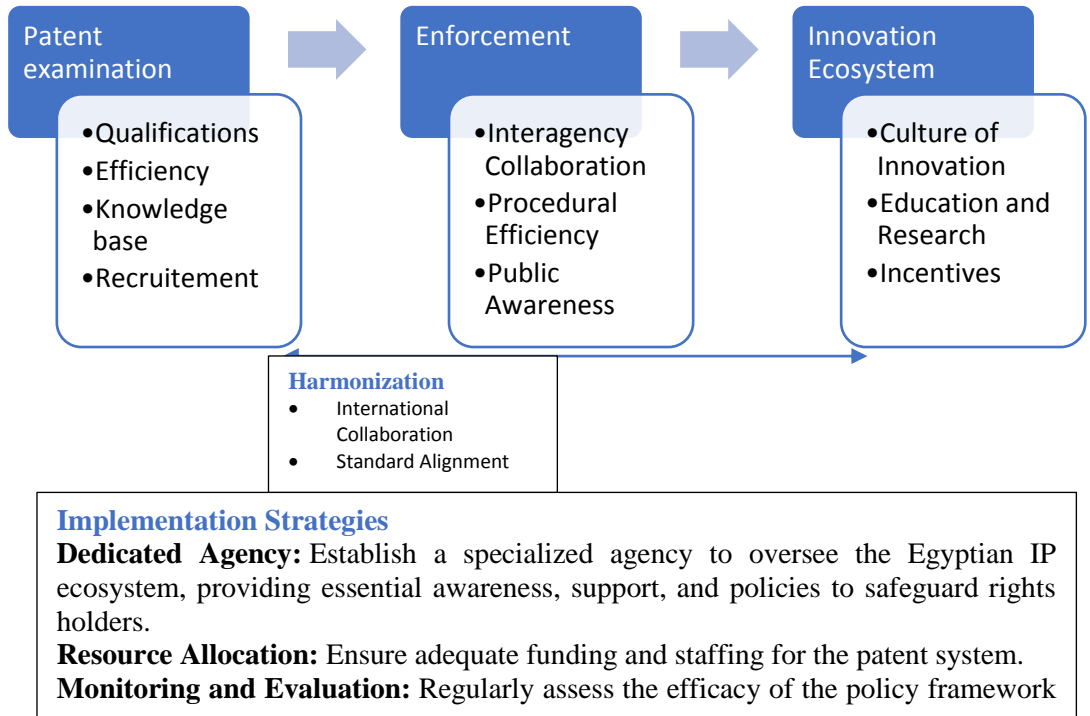 Patent
examination
•Qualifications
•Efficiency
•Knowledge
base
•Recruitement
Enforcement
•Interagency
Collaboration
•Procedural
Efficiency
•Public
Awareness
Innovation
Ecosystem
•Culture of
Innovation
•Education and
Research
•Incentives
Harmonization
• International
Collaboration
• Standard Alignment
Implementation Strategies
Dedicated Agency: Establish a specialized agency to oversee the Egyptian IP
ecosystem, providing essential awareness, support, and policies to safeguard rights
holders.
Resource Allocation: Ensure adequate funding and staffing for the patent system.
Monitoring and Evaluation: Regularly assess the efficacy of the policy framework